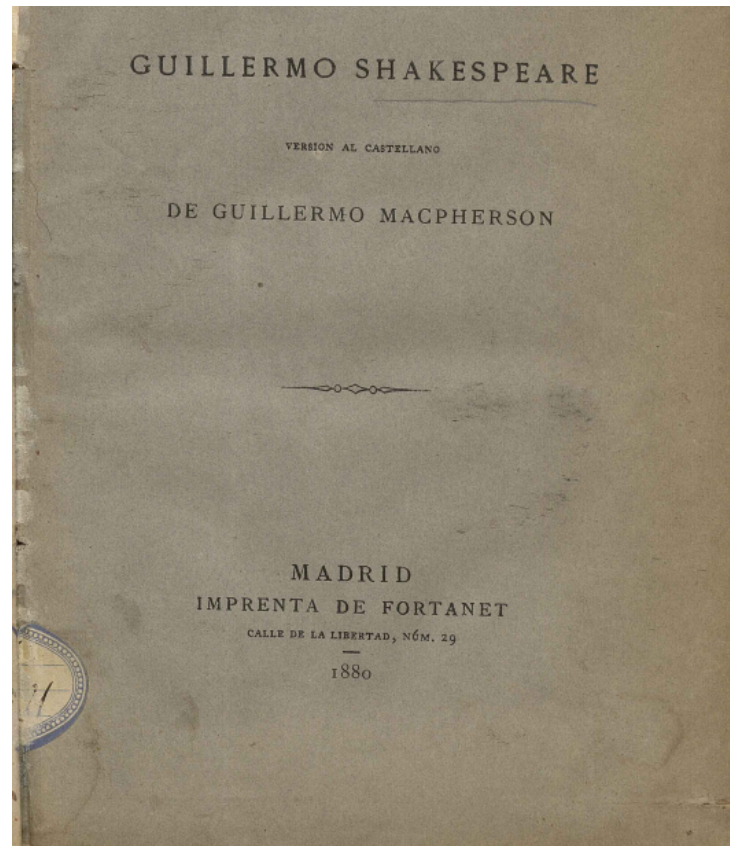 GUILLERMO SHAKESPEARE
VERSION AL CASTELLANO
DE GUILLERMO MACPHERSON
MADRID
IMPRENTA DE FORTANET
CALLE DE LA LIBERTAD, NÚM. 29
1880